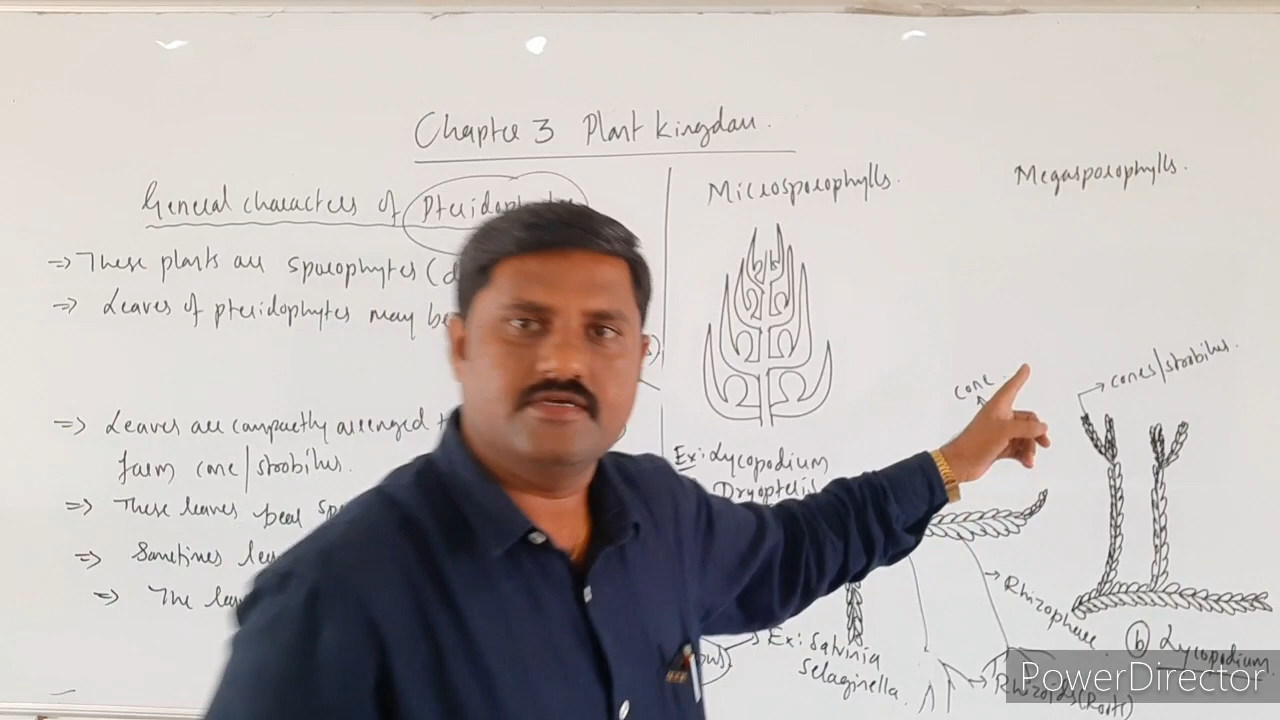 Chapter 3 Plant kingdom.
General characters of Pteridophytes
=> These plants are sporophytes (d
=> Leaves of pteridophytes may be
s)
=> Leaves are compactly arranged t
form cone/strobilus.
=> These leaves bear sp
=> Sometimes lea
=> The leav
Microsporophylls.
Megasporophylls.
Ex: Lycopodium
Dryopteris
Ex: Salvinia
Selaginella.
cone.
cones/strobilus.
Rhizophore.
Rhizoids(Roots)
(b) Lycopodium
PowerDirector